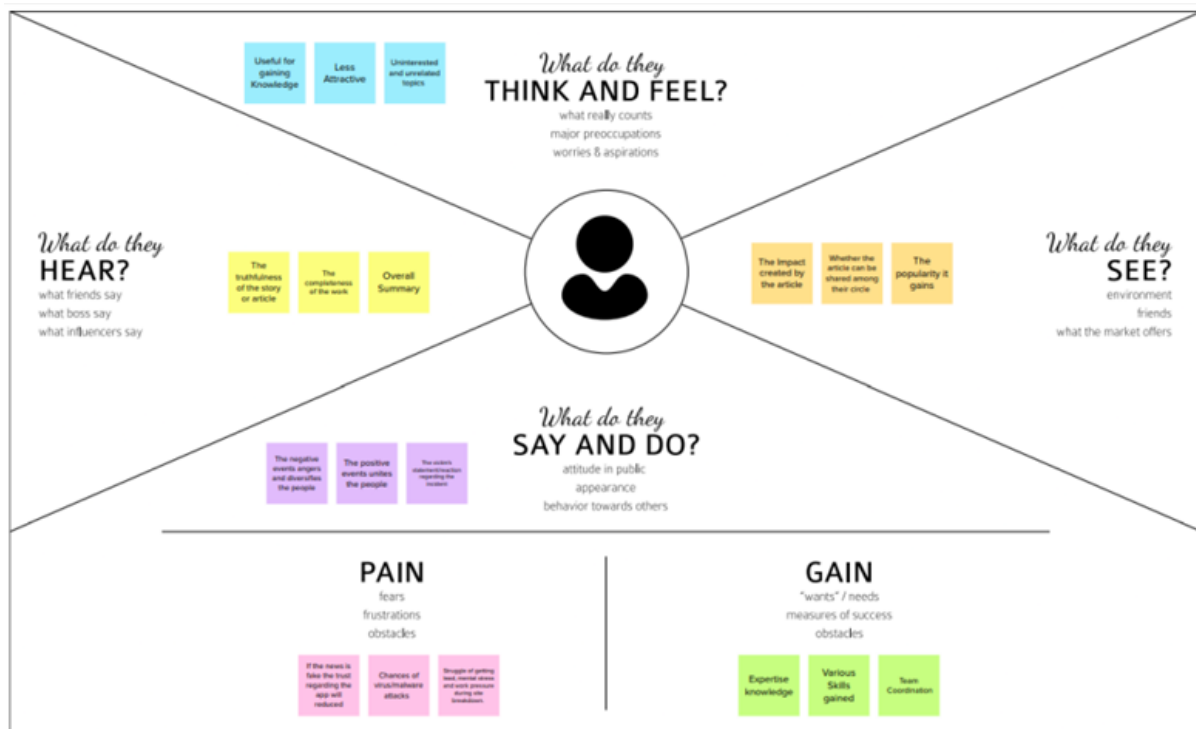 Useful for
gaining
Knowledge
Less
Attractive
Uninterested
and unrelated
topics
What do they
THINK AND FEEL?
what really counts
major preoccupations
worries & aspirations
What do they
HEAR?
what friends say
what boss say
what influencers say
The
truthfulness
of the story
or article
The
completeness
of the work
Overall
Summary
The Impact
created by
the article
Whether the
article can be
shared among
their circle
The
popularity it
gains
What do they
SEE?
environment
friends
what the market offers
What do they
SAY AND DO?
attitude in public
appearance
behavior towards others
The negative
events angers
and diversifies
the people
The positive
events unites
the people
The
statement/reaction
regarding the
incident
PAIN
fears
frustrations
obstacles
If the news is
fake the trust
regarding the
app will
reduced
Chances of
virus/malware
attacks
Struggle of getting
lead, mental stress
and work pressure
during site
breakdown.
GAIN
"wants" / needs
measures of success
obstacles
Expertise
knowledge
Various
Skills
gained
Team
Coordination